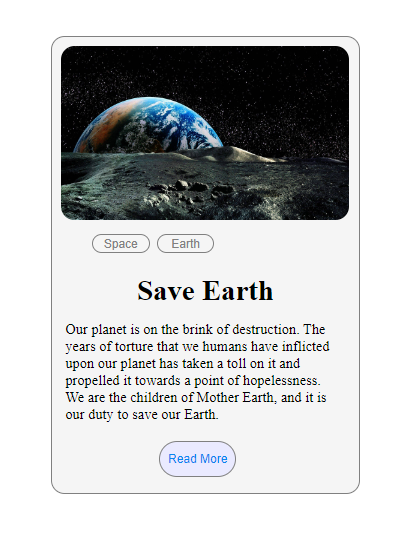 Space Earth
Save Earth
Our planet is on the brink of destruction. The
years of torture that we humans have inflicted
upon our planet has taken a toll on it and
propelled it towards a point of hopelessness.
We are the children of Mother Earth, and it is
our duty to save our Earth.
Read More